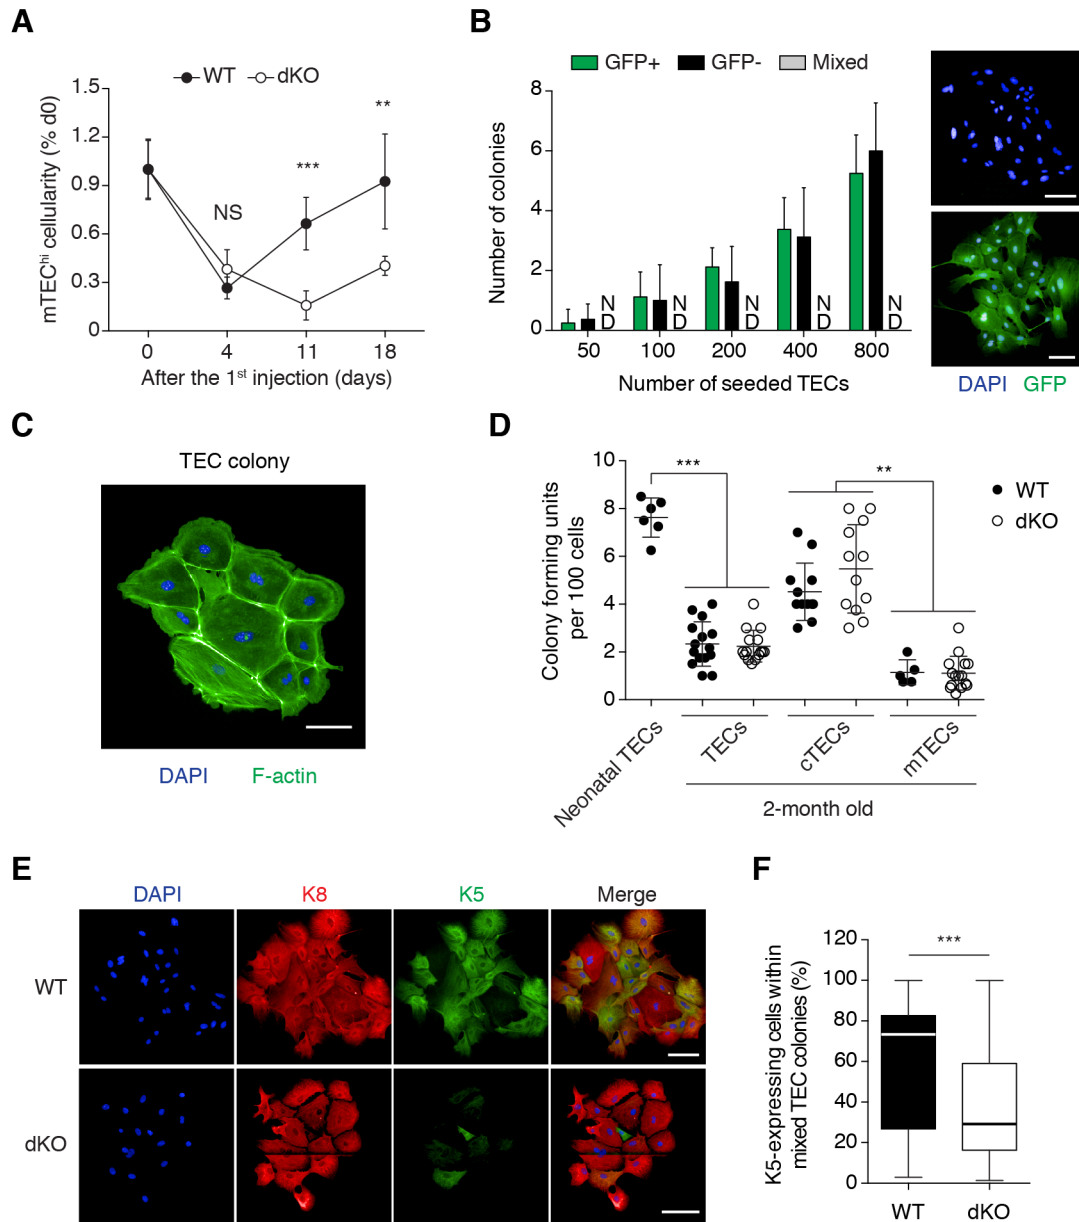 A
WT dKO
mTEChi cellularity (% d0)
1.5
1.2
0.9
0.6
0.3
0
NS
***
**
0 4 11 18
After the 1st injection (days)
B
GFP+ GFP- Mixed
Number of colonies
8
6
4
2
0
N D N D N D N D N D
50 100 200 400 800
Number of seeded TECs
DAPI GFP
C
TEC colony
DAPI F-actin
D
Colony forming units
per 100 cells
10
8
6
4
2
0
***
**
WT
dKO
Neonatal TECs
TECs
cTECs
mTECs
2-month old
E
DAPI K8 K5 Merge
WT
dKO
F
K5-expressing cells within
mixed TEC colonies (%)
120
100
80
60
40
20
0
***
WT dKO